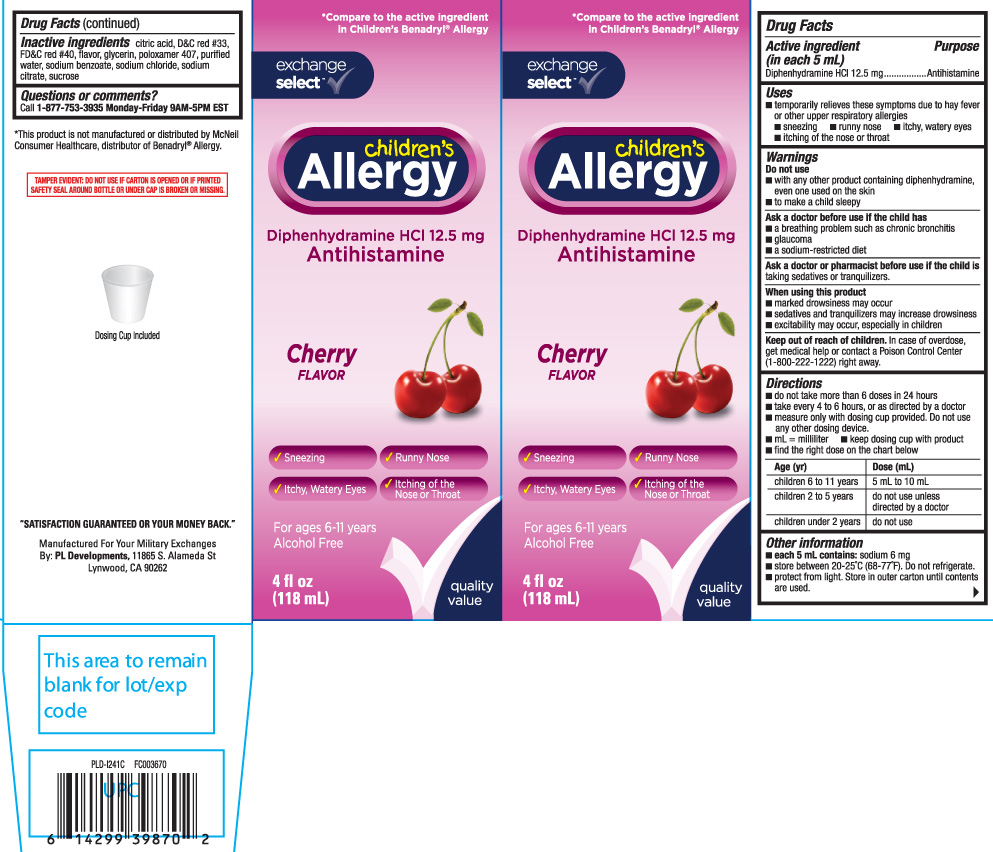 Drug Facts (continued)
Inactive ingredients citric acid, D&C red #33,
FD&C red #40, flavor, glycerin, poloxamer 407, purified
water, sodium benzoate, sodium chloride, sodium
citrate, sucrose
Questions or comments?
Call 1-877-753-3935 Monday-Friday 9AM-5PM EST
*This product is not manufactured or distributed by McNeil
Consumer Healthcare, distributor of Benadryl® Allergy.
TAMPER EVIDENT: DO NOT USE IF CARTON IS OPENED OR IF PRINTED
SAFETY SEAL AROUND BOTTLE OR UNDER CAP IS BROKEN OR MISSING.
Dosing Cup Included
"SATISFACTION GUARANTEED OR YOUR MONEY BACK."
Manufactured For Your Military Exchanges
By: PL Developments, 11865 S. Alameda St
Lynwood, CA 90262
This area to remain
blank for lot/exp
code
PLD-I241C FC003670
UPC
6 14299 39870 2
*Compare to the active ingredient
in Children's Benadryl® Allergy
exchange
select™
children's
Allergy
Diphenhydramine HCl 12.5 mg
Antihistamine
Cherry
FLAVOR
✓ Sneezing
✓ Runny Nose
✓ Itchy, Watery Eyes
✓ Itching of the
Nose or Throat
For ages 6-11 years
Alcohol Free
4 fl oz
(118 mL)
quality
value
*Compare to the active ingredient
in Children's Benadryl® Allergy
exchange
select™
children's
Allergy
Diphenhydramine HCl 12.5 mg
Antihistamine
Cherry
FLAVOR
✓ Sneezing
✓ Runny Nose
✓ Itchy, Watery Eyes
✓ Itching of the
Nose or Throat
For ages 6-11 years
Alcohol Free
4 fl oz
(118 mL)
quality
value
Drug Facts
Active ingredient Purpose
(in each 5 mL)
Diphenhydramine HCl 12.5 mg.................Antihistamine
Uses
■ temporarily relieves these symptoms due to hay fever
or other upper respiratory allergies
■ sneezing ■ runny nose ■ itchy, watery eyes
■ itching of the nose or throat
Warnings
Do not use
■ with any other product containing diphenhydramine,
even one used on the skin
■ to make a child sleepy
Ask a doctor before use if the child has
■ a breathing problem such as chronic bronchitis
■ glaucoma
■ a sodium-restricted diet
Ask a doctor or pharmacist before use if the child is
taking sedatives or tranquilizers.
When using this product
■ marked drowsiness may occur
■ sedatives and tranquilizers may increase drowsiness
■ excitability may occur, especially in children
Keep out of reach of children. In case of overdose,
get medical help or contact a Poison Control Center
(1-800-222-1222) right away.
Directions
■ do not take more than 6 doses in 24 hours
■ take every 4 to 6 hours, or as directed by a doctor
■ measure only with dosing cup provided. Do not use
any other dosing device.
■ mL = milliliter ■ keep dosing cup with product
■ find the right dose on the chart below
Age (yr) Dose (mL)
children 6 to 11 years 5 mL to 10 mL
children 2 to 5 years do not use unless
directed by a doctor
children under 2 years do not use
Other information
■ each 5 mL contains: sodium 6 mg
■ store between 20-25˚C (68-77˚F). Do not refrigerate.
■ protect from light. Store in outer carton until contents
are used.